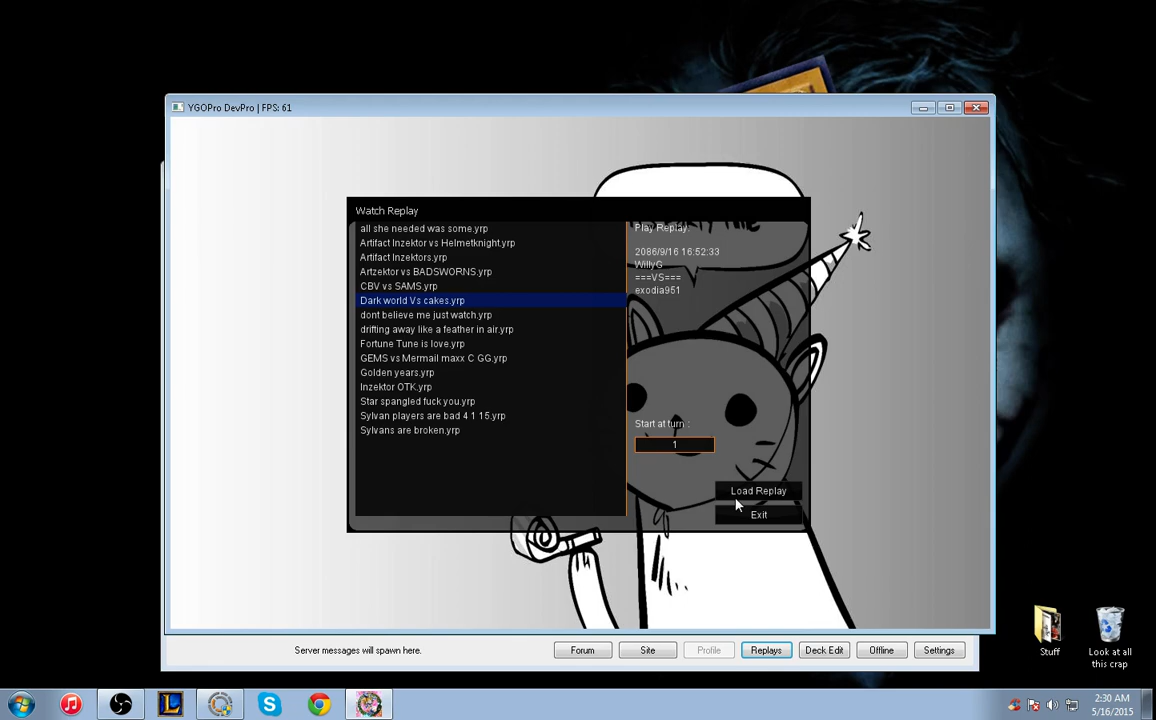 YGOPro DevPro | FPS: 61
Watch Replay
all she needed was some.yrp
Artifact Inzektor vs Helmetknight.yrp
Artifact Inzektors.yrp
Artzektor vs BADSWORNS.yrp
CBV vs SAMS.yrp
Dark world Vs cakes.yrp
dont believe me just watch.yrp
drifting away like a feather in air.yrp
Fortune Tune is love.yrp
GEMS vs Mermail maxx C GG.yrp
Golden years.yrp
Inzektor OTK.yrp
Star spangled fuck you.yrp
Sylvan players are bad 4 1 15.yrp
Sylvans are broken.yrp
Play Replay:
2086/9/16 16:52:33
WillyG
===VS===
exodia951
Start at turn :
1
Load Replay
Exit
Server messages will spawn here.
Forum
Site
Profile
Replays
Deck Edit
Offline
Settings
Stuff
Look at all
this crap
2:30 AM
5/16/2015